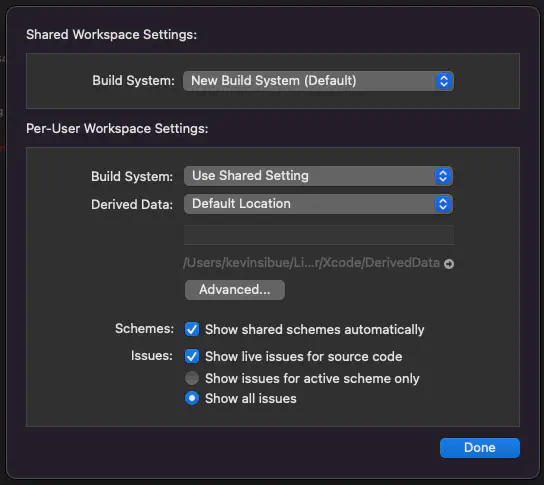 Shared Workspace Settings:
Build System: New Build System (Default)
Per-User Workspace Settings:
Build System: Use Shared Setting
Derived Data: Default Location
/Users/kevinsibue/Li...r/Xcode/DerivedData
Advanced...
Schemes: Show shared schemes automatically
Issues: Show live issues for source code
Show issues for active scheme only
Show all issues
Done